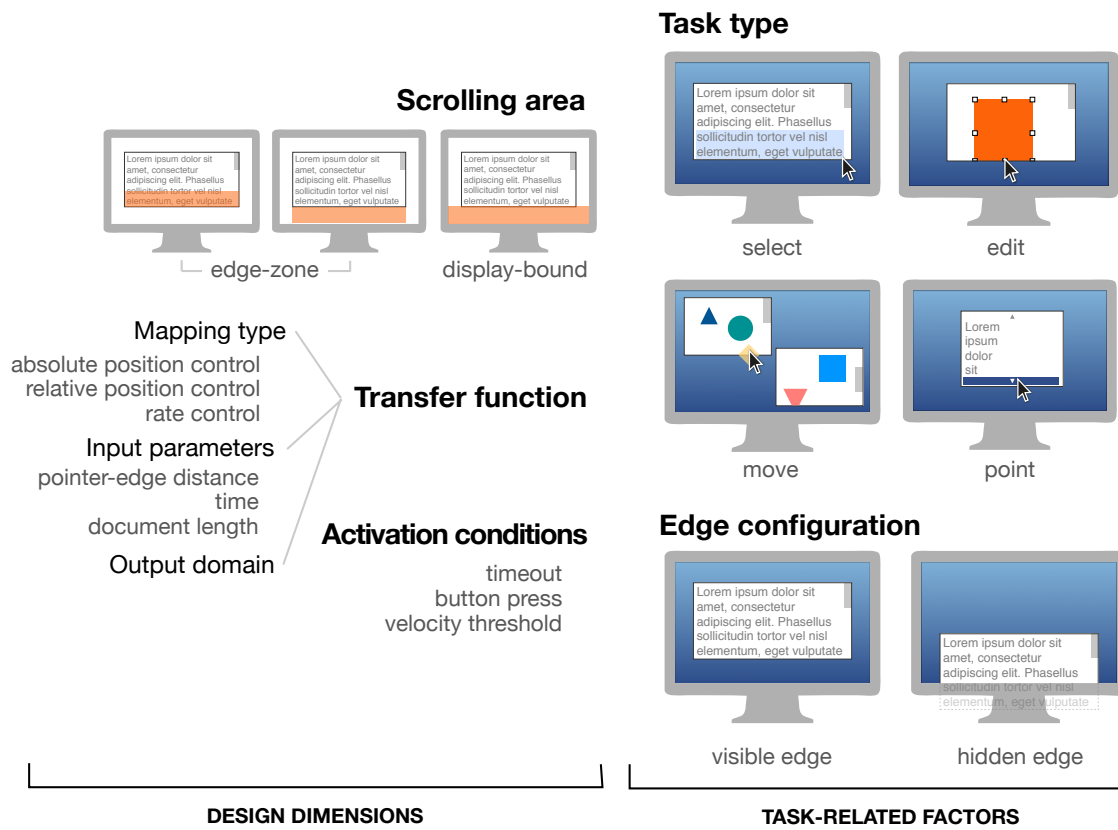 Scrolling area
Lorem ipsum dolor sit
amet, consectetur
adipiscing elit. Phasellus
sollicitudin tortor vel nisl
elementum, eget vulputate
Lorem ipsum dolor sit
amet, consectetur
adipiscing elit. Phasellus
sollicitudin tortor vel nisl
elementum, eget vulputate
Lorem ipsum dolor sit
amet, consectetur
adipiscing elit. Phasellus
sollicitudin tortor vel nisl
elementum, eget vulputate
edge-zone
display-bound
Mapping type
absolute position control
relative position control
rate control
Transfer function
Input parameters
pointer-edge distance
time
document length
Output domain
Activation conditions
timeout
button press
velocity threshold
DESIGN DIMENSIONS
Task type
Lorem ipsum dolor sit
amet, consectetur
adipiscing elit. Phasellus
sollicitudin tortor vel nisl
elementum, eget vulputate
select
edit
move
Lorem
ipsum
dolor
sit
point
Edge configuration
Lorem ipsum dolor sit
amet, consectetur
adipiscing elit. Phasellus
sollicitudin tortor vel nisl
elementum, eget vulputate
visible edge
Lorem ipsum dolor sit
amet, consectetur
adipiscing elit. Phasellus
sollicitudin tortor vel nisl
elementum, eget vulputate
hidden edge
TASK-RELATED FACTORS